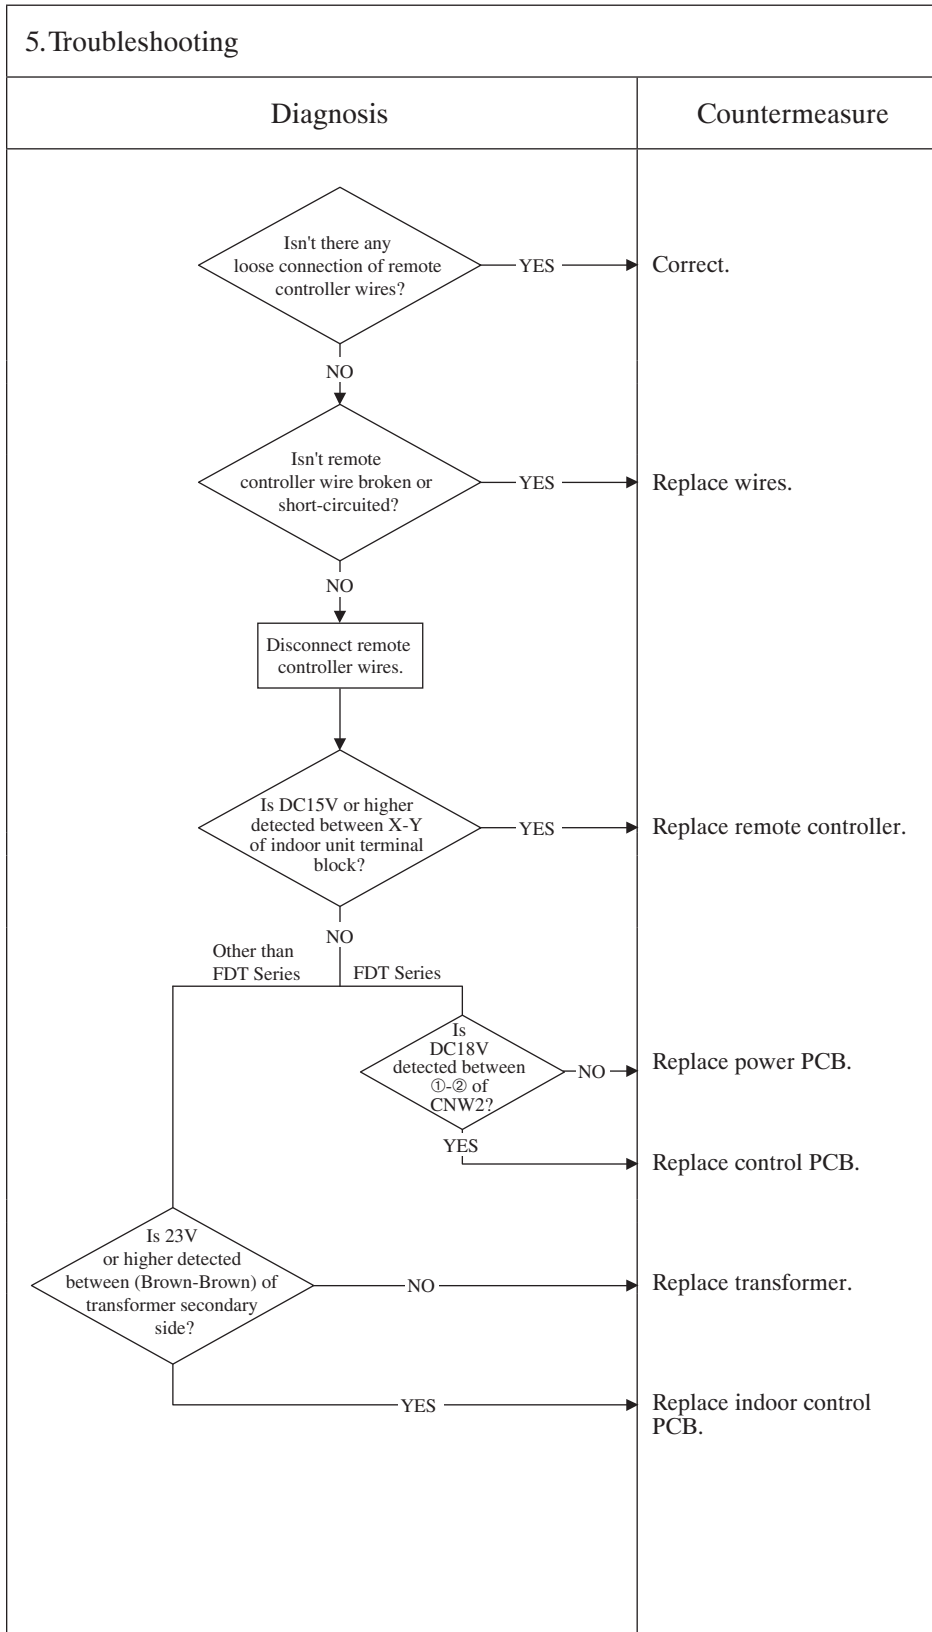 5.Troubleshooting
Diagnosis
Countermeasure
Isn't there any
loose connection of remote
controller wires?
YES
Correct.
NO
Isn't remote
controller wire broken or
short-circuited?
YES
Replace wires.
NO
Disconnect remote
controller wires.
Is DC15V or higher
detected between X-Y
of indoor unit terminal
block?
YES
Replace remote controller.
NO
Other than
FDT Series
FDT Series
Is
DC18V
detected between
①-② of
CNW2?
NO
Replace power PCB.
YES
Replace control PCB.
Is 23V
or higher detected
between (Brown-Brown) of
transformer secondary
side?
NO
Replace transformer.
YES
Replace indoor control
PCB.